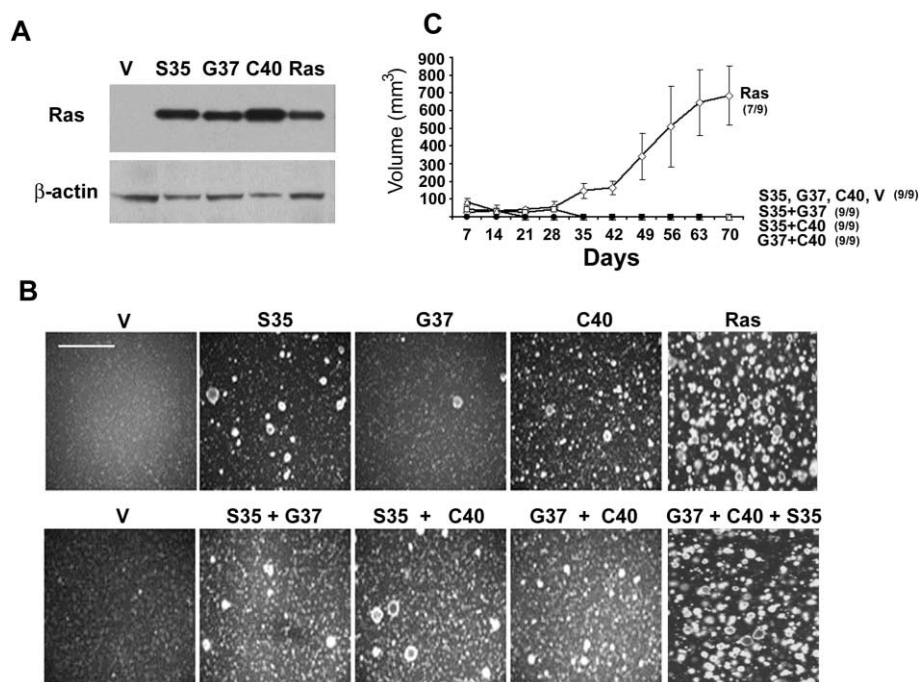 A
V S35 G37 C40 Ras
Ras
β-actin
C
Volume (mm³)
900
800
700
600
500
400
300
200
100
7 14 21 28 35 42 49 56 63 70
Days
Ras
(7/9)
S35, G37, C40, V (9/9)
S35+G37 (9/9)
S35+C40 (9/9)
G37+C40 (9/9)
B
V S35 G37 C40 Ras
V S35 + G37 S35 + C40 G37 + C40 G37 + C40 + S35